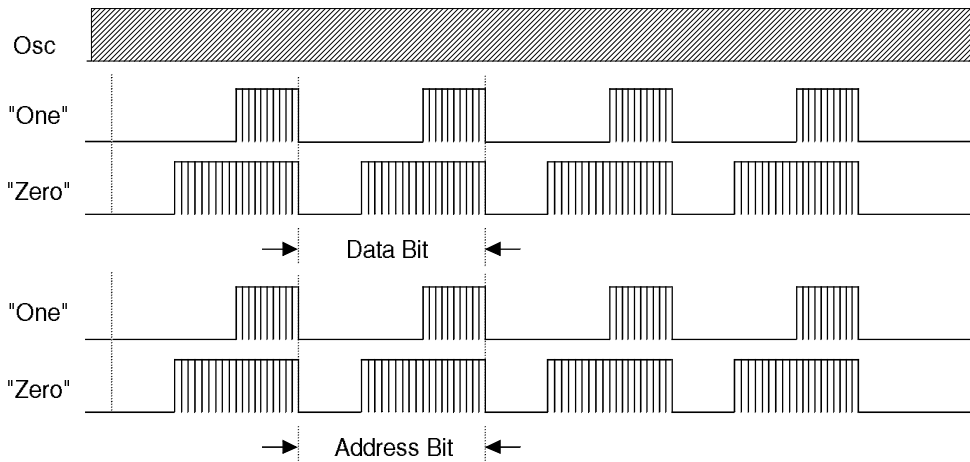 Osc
"One"
"Zero"
Data Bit
"One"
"Zero"
Address Bit